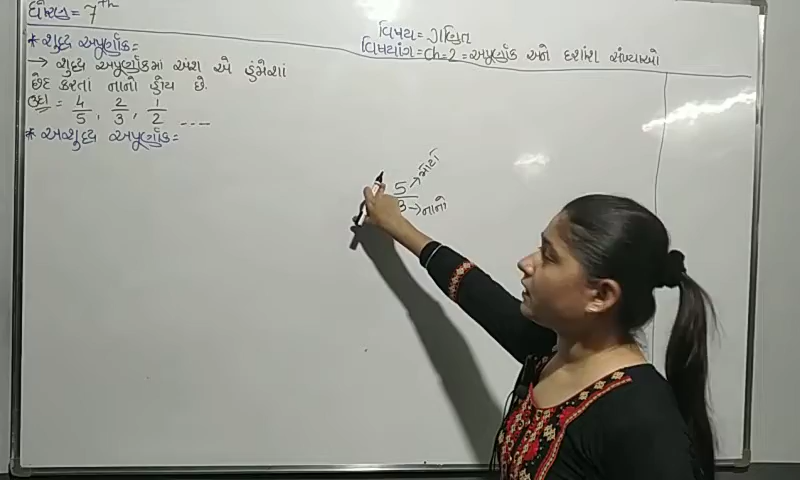 ધોરણ = 7th
વિષય = ગણિત
વિષયાંગ = Ch = 2 = અપૂર્ણાંક અને દશાંશ સંખ્યાઓ
* શુદ્ધ અપૂર્ણાંક =
→ શુદ્ધ અપૂર્ણાંકમાં અંશ એ હંમેશાં
છેદ કરતાં નાનો હોય છે.
ઉદા = 4/5, 2/3, 1/2 ---
* અશુદ્ધ અપૂર્ણાંક =
5 → મોટો
3 → નાનો